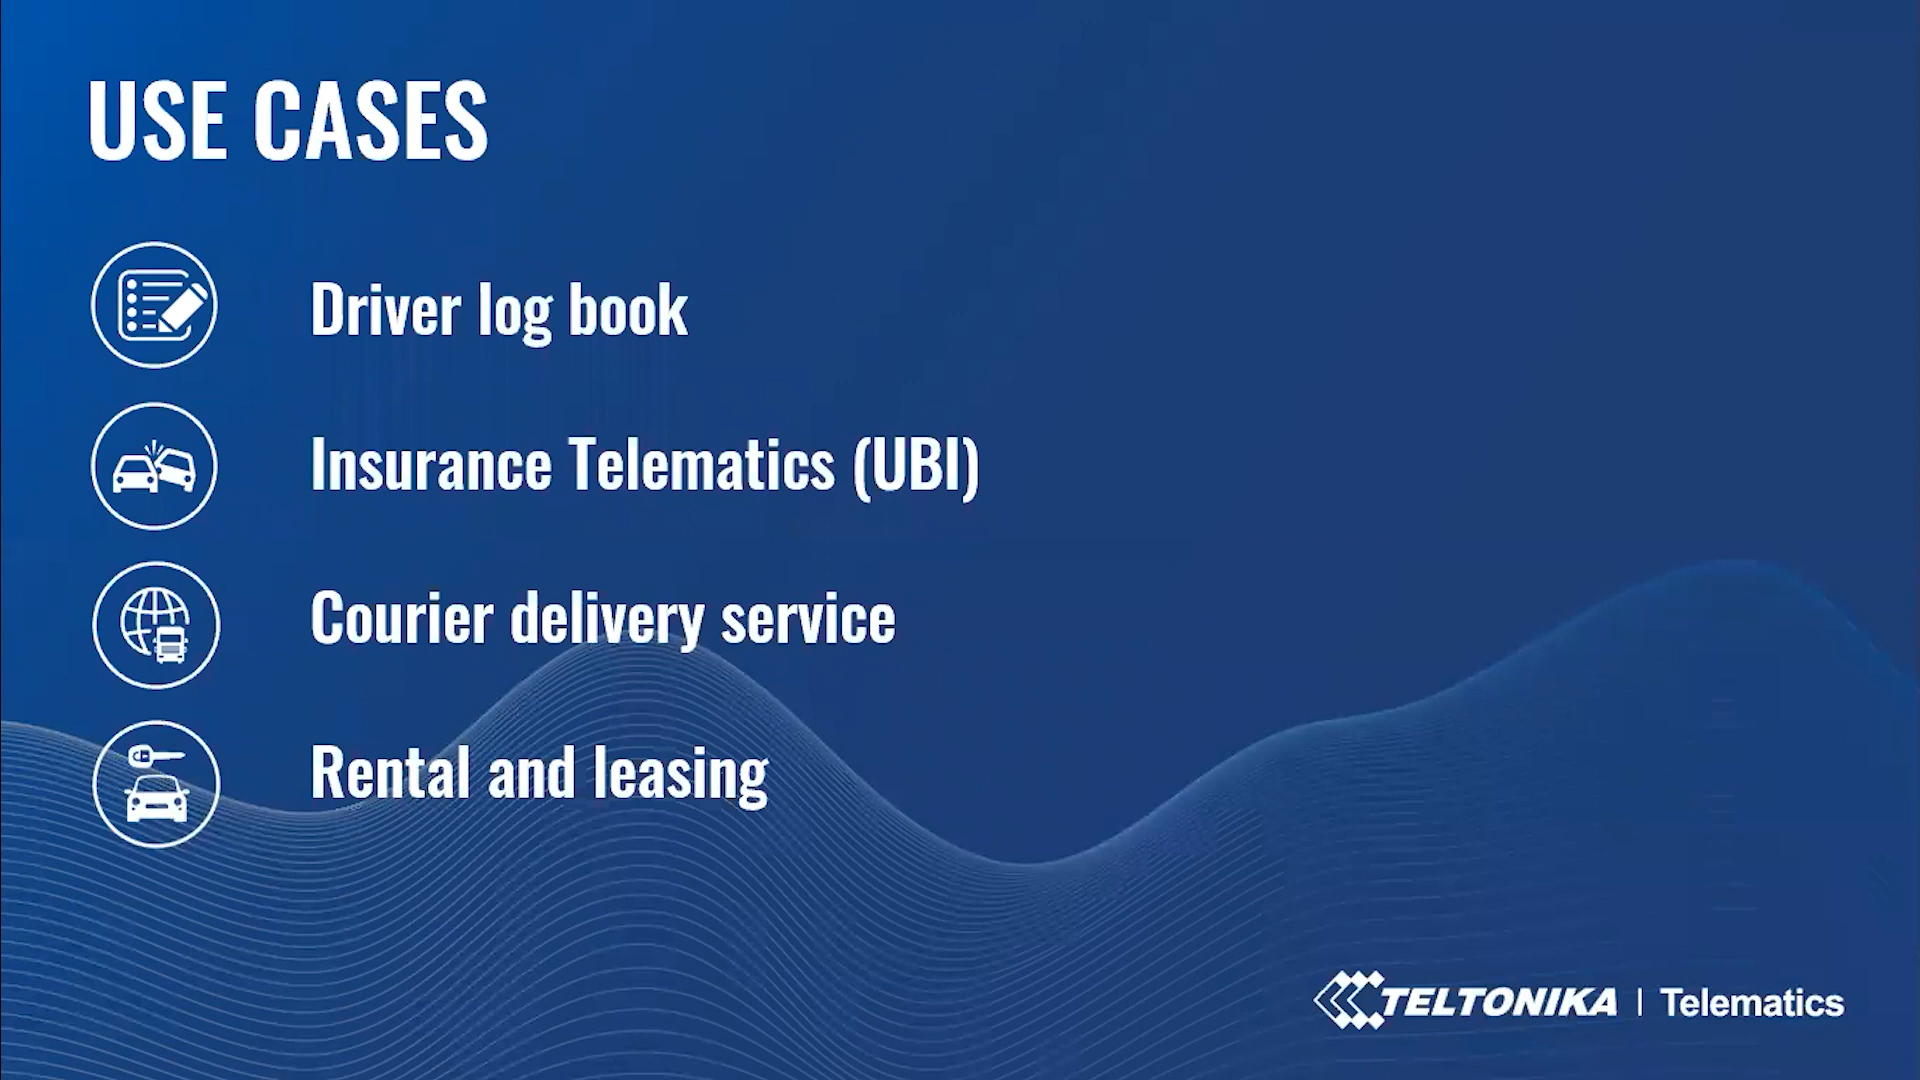 USE CASES
Driver log book
Insurance Telematics (UBI)
Courier delivery service
Rental and leasing
TELTONIKA | Telematics